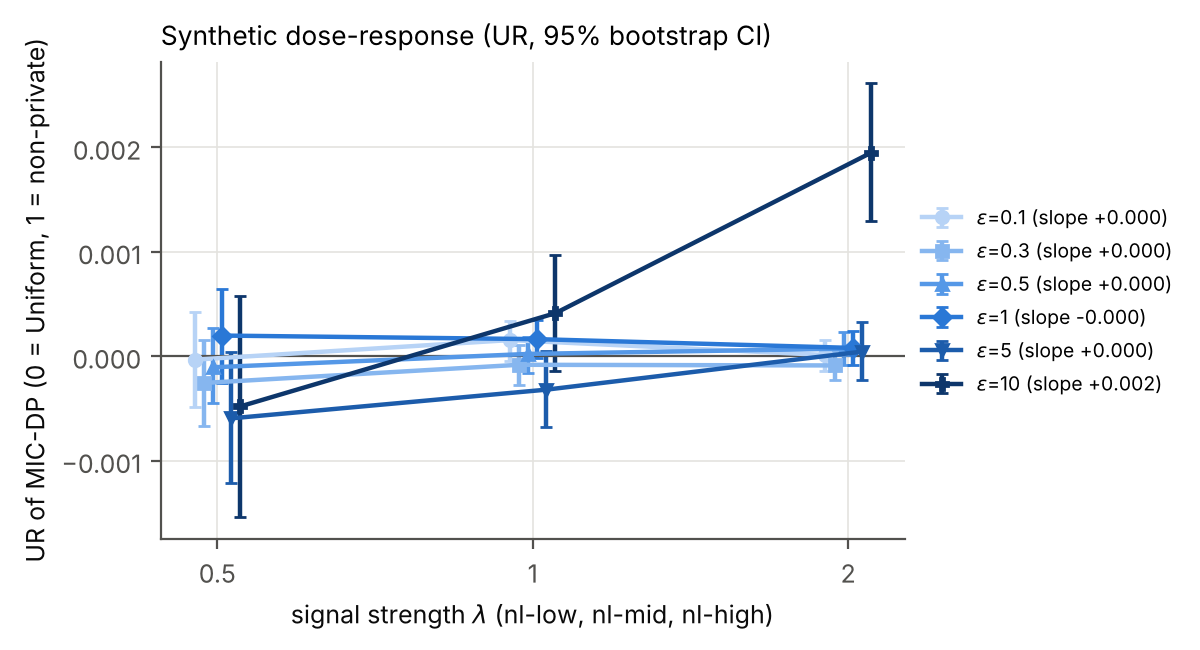 Synthetic dose-response (UR, 95% bootstrap CI)
UR of MIC-DP (0 = Uniform, 1 = non-private)
0.002
0.001
0.000
−0.001
0.5
1
2
signal strength λ (nl-low, nl-mid, nl-high)
ε=0.1 (slope +0.000)
ε=0.3 (slope +0.000)
ε=0.5 (slope +0.000)
ε=1 (slope -0.000)
ε=5 (slope +0.000)
ε=10 (slope +0.002)